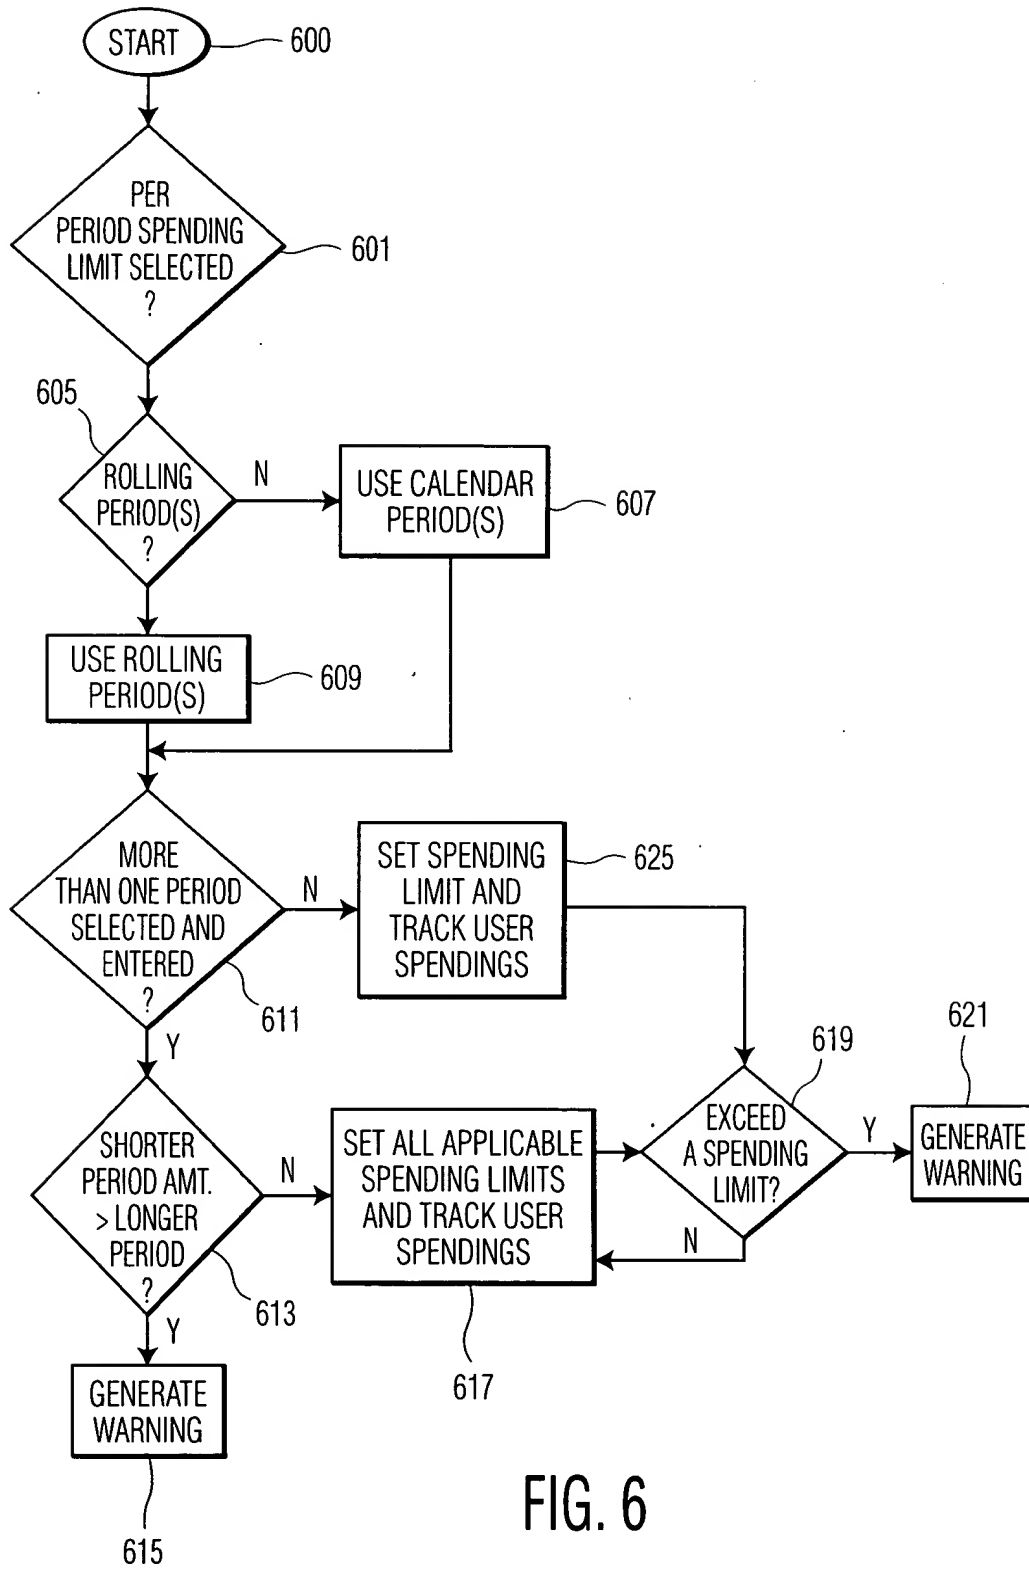 START
600
PER
PERIOD SPENDING
LIMIT SELECTED
?
601
605
ROLLING
PERIOD(S)
?
N
USE CALENDAR
PERIOD(S)
607
USE ROLLING
PERIOD(S)
609
MORE
THAN ONE PERIOD
SELECTED AND
ENTERED
?
611
N
SET SPENDING
LIMIT AND
TRACK USER
SPENDINGS
625
Y
SHORTER
PERIOD AMT.
> LONGER
PERIOD
?
613
N
SET ALL APPLICABLE
SPENDING LIMITS
AND TRACK USER
SPENDINGS
617
619
EXCEED
A SPENDING
LIMIT?
N
Y
621
GENERATE
WARNING
Y
GENERATE
WARNING
615
FIG. 6